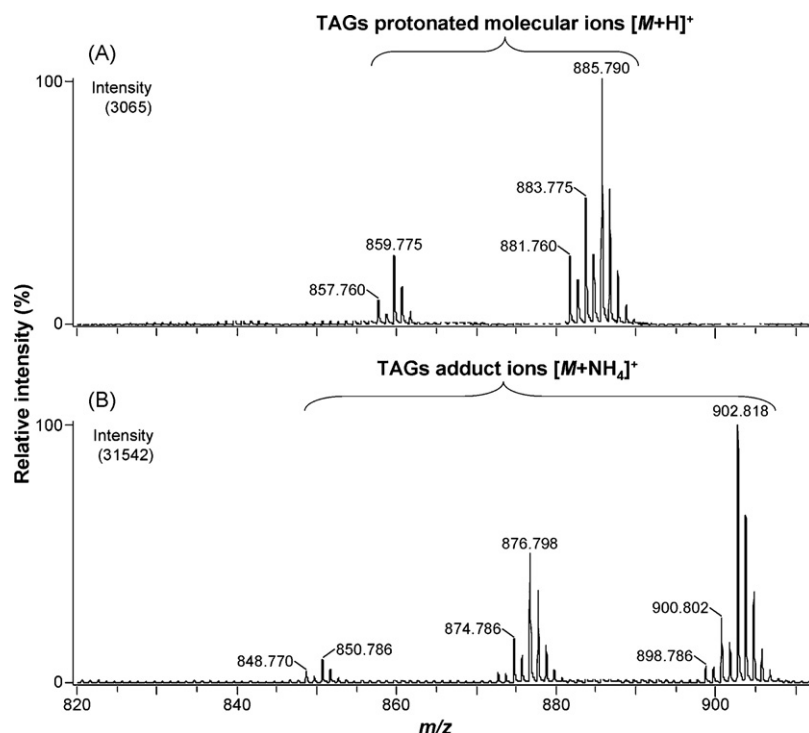 TAGs protonated molecular ions [M+H]+
(A)
Intensity
(3065)
100
885.790
883.775
881.760
859.775
857.760
0
TAGs adduct ions [M+NH4]+
(B)
Intensity
(31542)
100
902.818
876.798
900.802
874.786
898.786
850.786
848.770
0
820 840 860 880 900
m/z
Relative intensity (%)